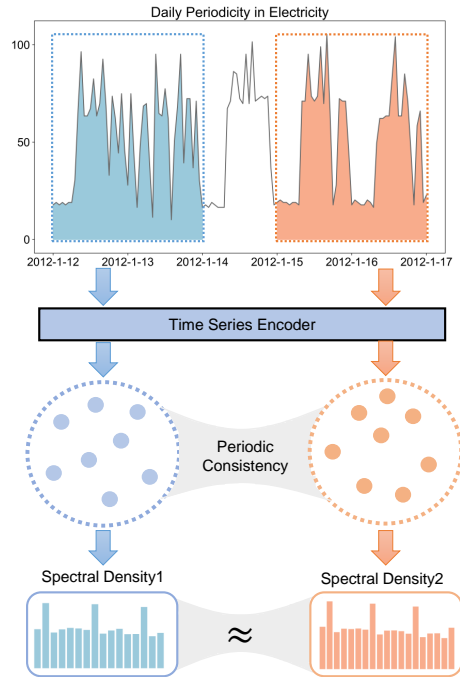 Daily Periodicity in Electricity
100
50
0
2012-1-12 2012-1-13 2012-1-14 2012-1-15 2012-1-16 2012-1-17
Time Series Encoder
Periodic
Consistency
Spectral Density1 Spectral Density2
≈